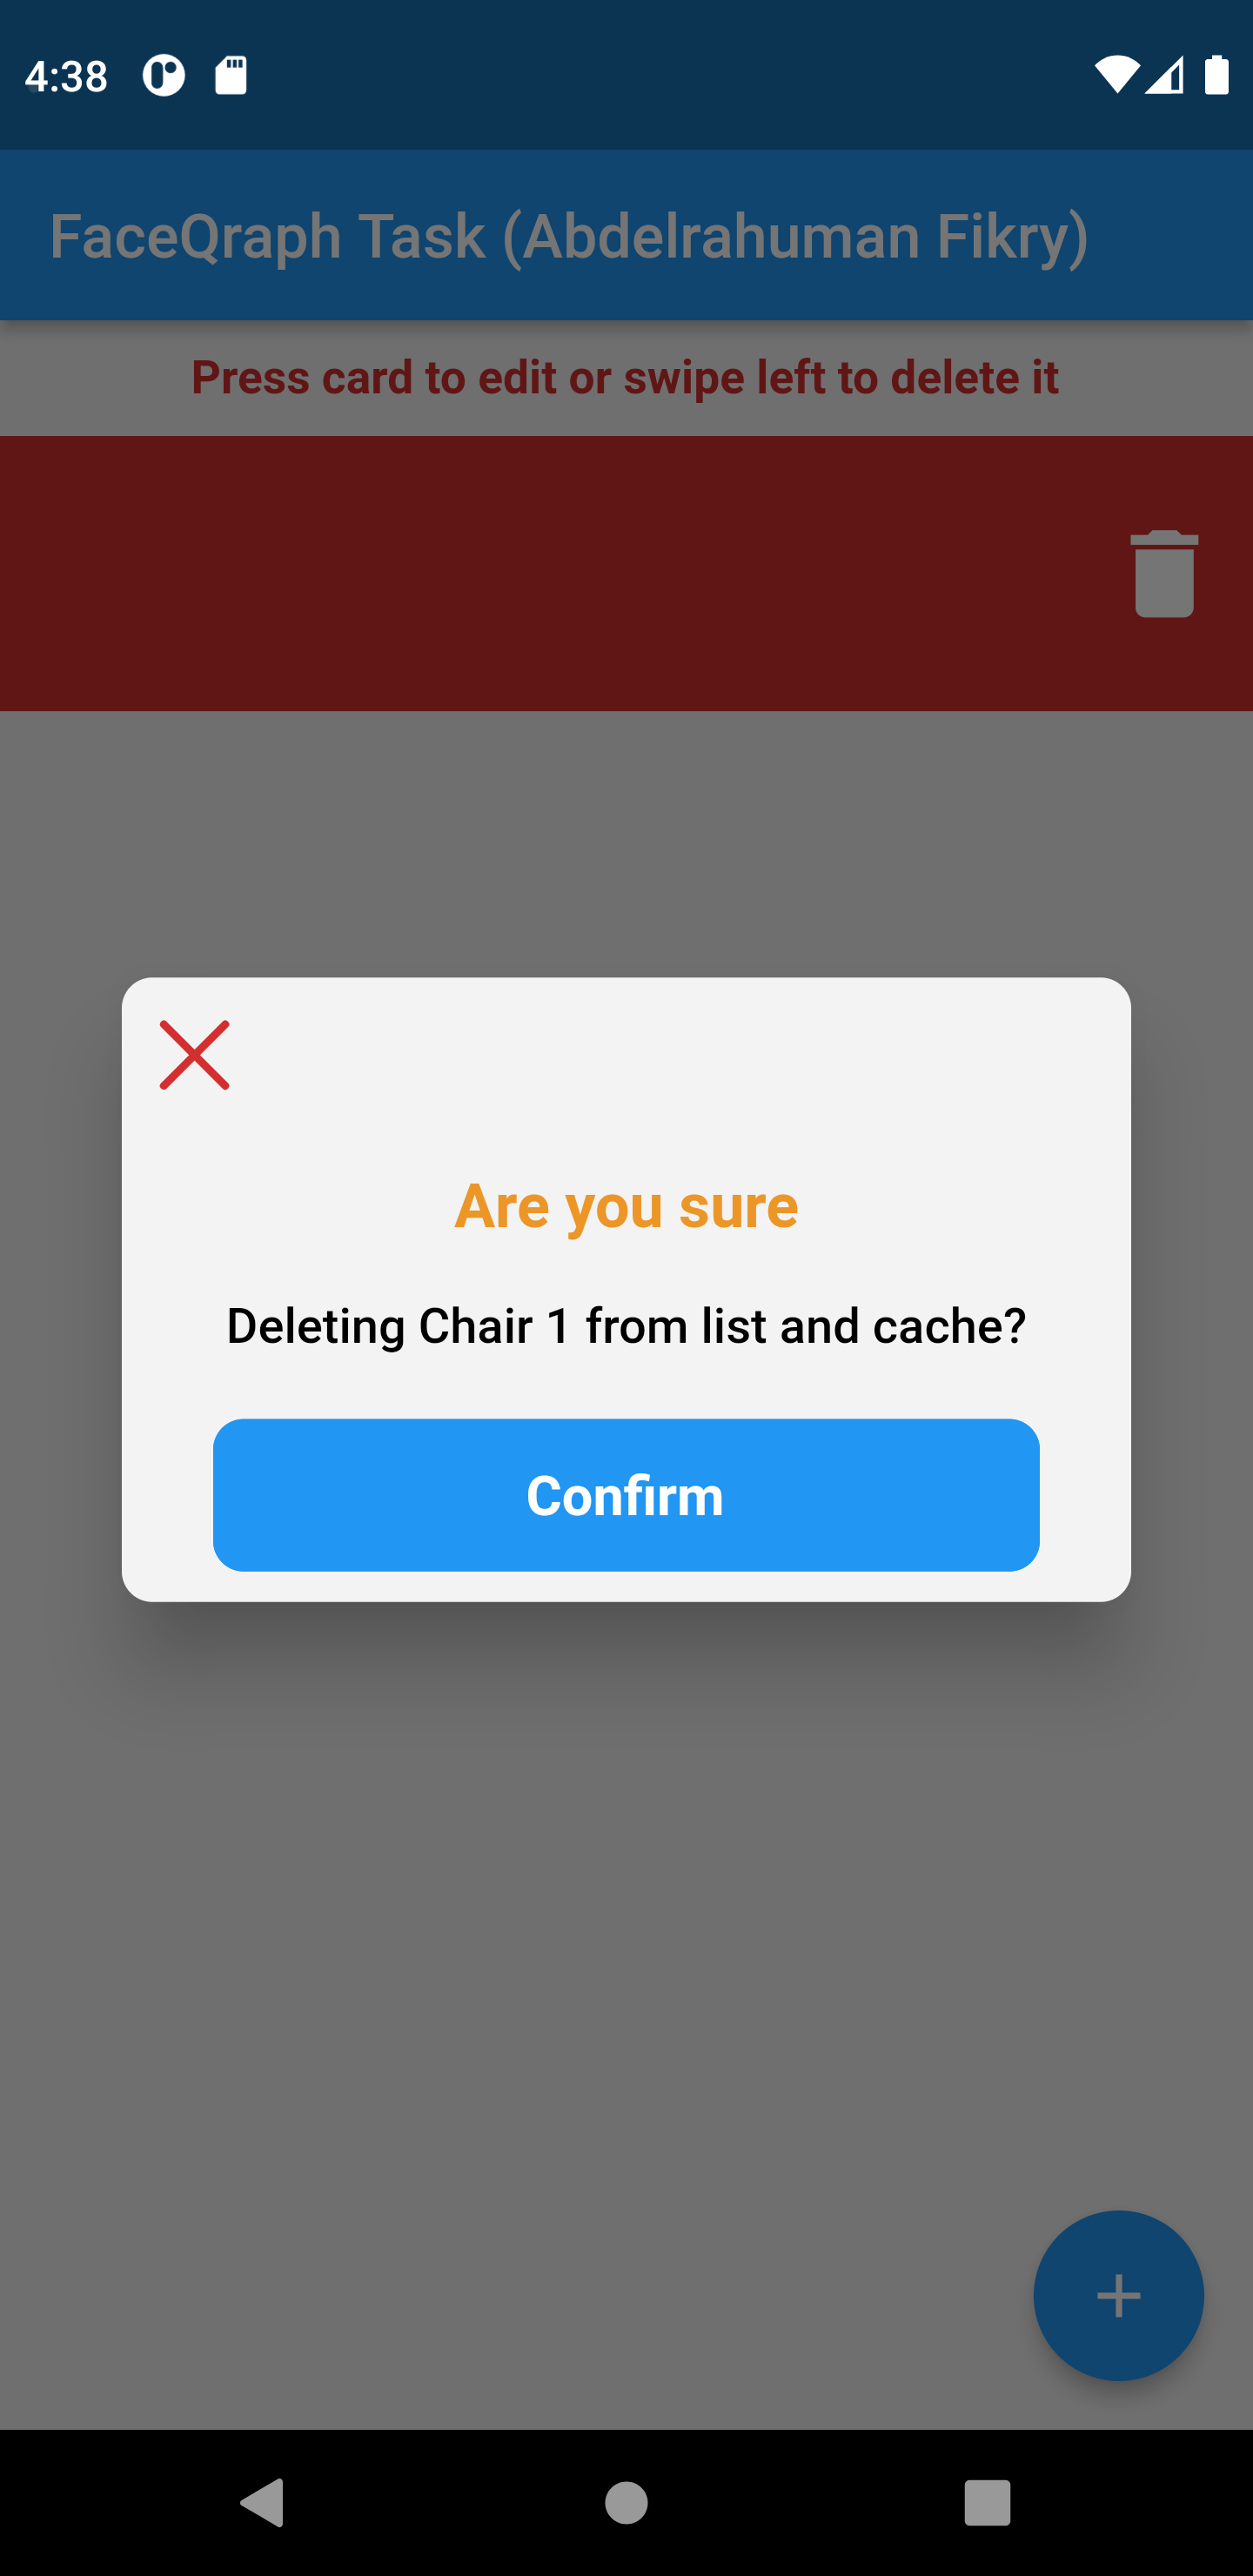 4:38
FaceQraph Task (Abdelrahuman Fikry)
Press card to edit or swipe left to delete it
Are you sure
Deleting Chair 1 from list and cache?
Confirm